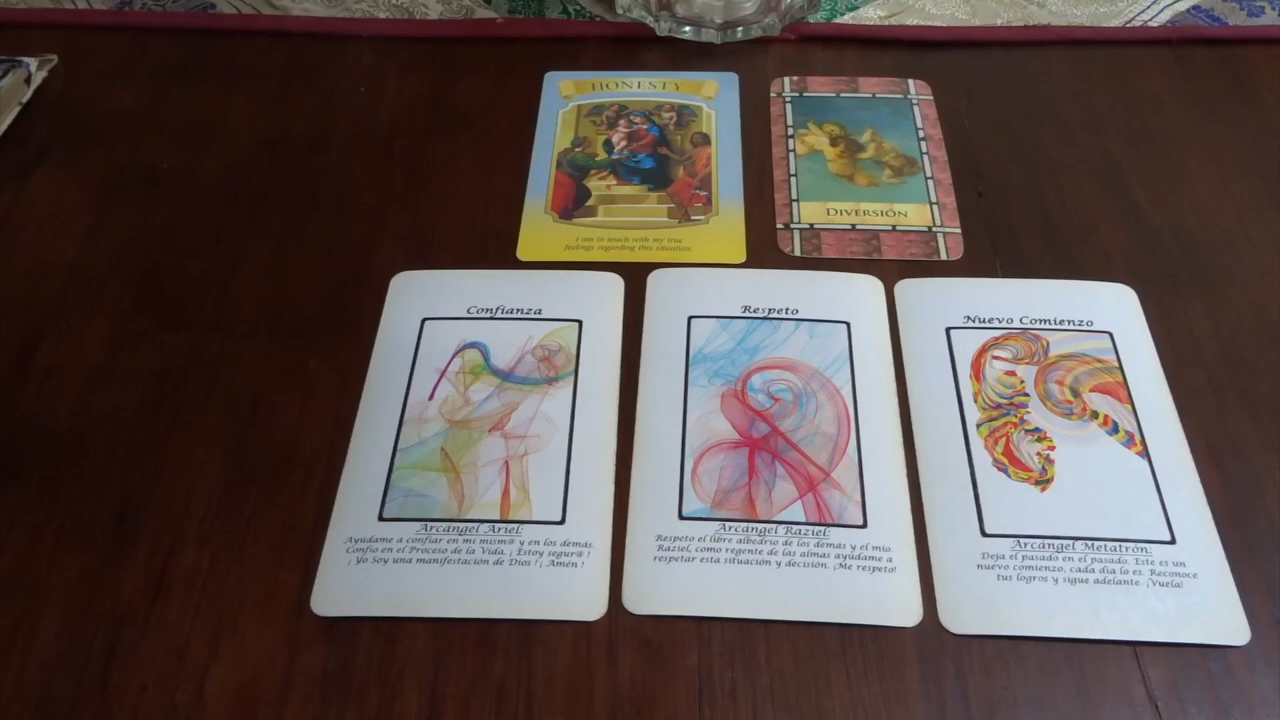 HONESTY
I am in touch with my true
feelings regarding this situation.
DIVERSIÓN
Confianza
Arcángel Ariel:
Ayúdame a confiar en mi mism@ y en los demás.
Confío en el Proceso de la Vida. ¡ Estoy segur@ !
¡ Yo Soy una manifestación de Dios ! ¡ Amén !
Respeto
Arcángel Raziel:
Respeto el libre albedrío de los demás y el mío.
Raziel, como regente de las almas ayúdame a
respetar esta situación y decisión. ¡Me respeto!
Nuevo Comienzo
Arcángel Metatrón:
Deja el pasado en el pasado. Este es un
nuevo comienzo, cada día lo es. Reconoce
tus logros y sigue adelante. ¡Vuela!